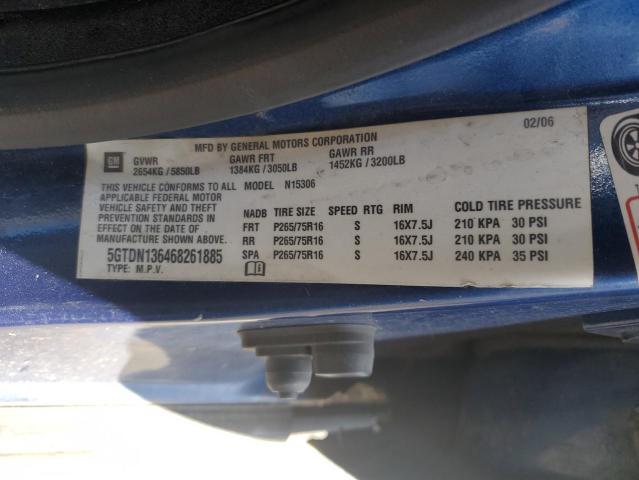 MFD BY GENERAL MOTORS CORPORATION 02/06
GM GVWR GAWR FRT GAWR RR
2654KG / 5850LB 1384KG / 3050LB 1452KG / 3200LB
THIS VEHICLE CONFORMS TO ALL MODEL N15306
APPLICABLE FEDERAL MOTOR
VEHICLE SAFETY AND THEFT
PREVENTION STANDARDS IN
EFFECT ON THE DATE OF
MANUFACTURE SHOWN ABOVE.
5GTDN136468261885
TYPE: M.P.V.
NADB TIRE SIZE SPEED RTG RIM COLD TIRE PRESSURE
FRT P265/75R16 S 16X7.5J 210 KPA 30 PSI
RR P265/75R16 S 16X7.5J 210 KPA 30 PSI
SPA P265/75R16 S 16X7.5J 240 KPA 35 PSI